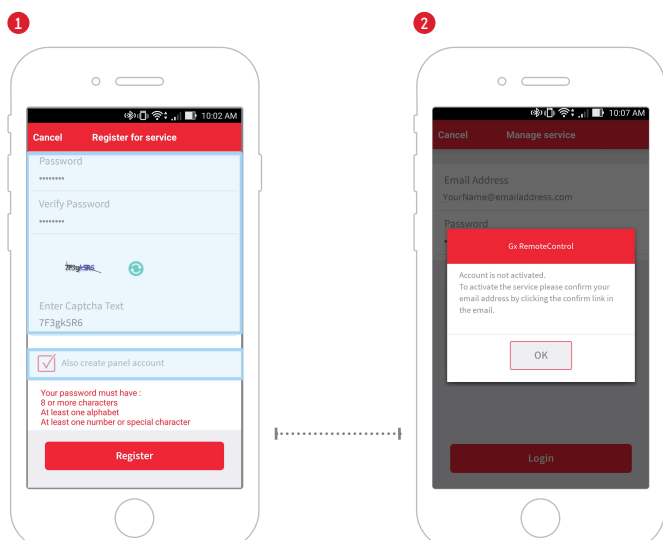 1
10:02 AM
Cancel Register for service
Password
••••••••
Verify Password
••••••••
7F3gk5R6
Enter Captcha Text
7F3gk5R6
Also create panel account
Your password must have :
8 or more characters
At least one alphabet
At least one number or special character
Register
2
10:07 AM
Cancel Manage service
Email Address
YourName@emailaddress.com
Password
Gx RemoteControl
Account is not activated.
To activate the service please confirm your
email address by clicking the confirm link in
the email.
OK
Login